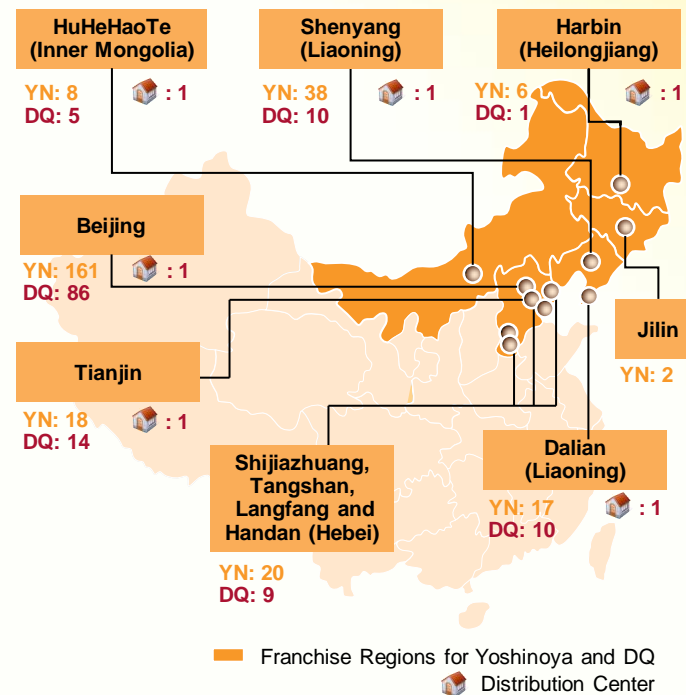 HuHeHaoTe
(Inner Mongolia)
YN: 8
DQ: 5
: 1
Shenyang
(Liaoning)
YN: 38
DQ: 10
: 1
Harbin
(Heilongjiang)
YN: 6
DQ: 1
: 1
Beijing
YN: 161
DQ: 86
: 1
Jilin
YN: 2
Tianjin
YN: 18
DQ: 14
: 1
Shijiazhuang,
Tangshan,
Langfang and
Handan (Hebei)
YN: 20
DQ: 9
Dalian
(Liaoning)
YN: 17
DQ: 10
: 1
Franchise Regions for Yoshinoya and DQ
Distribution Center